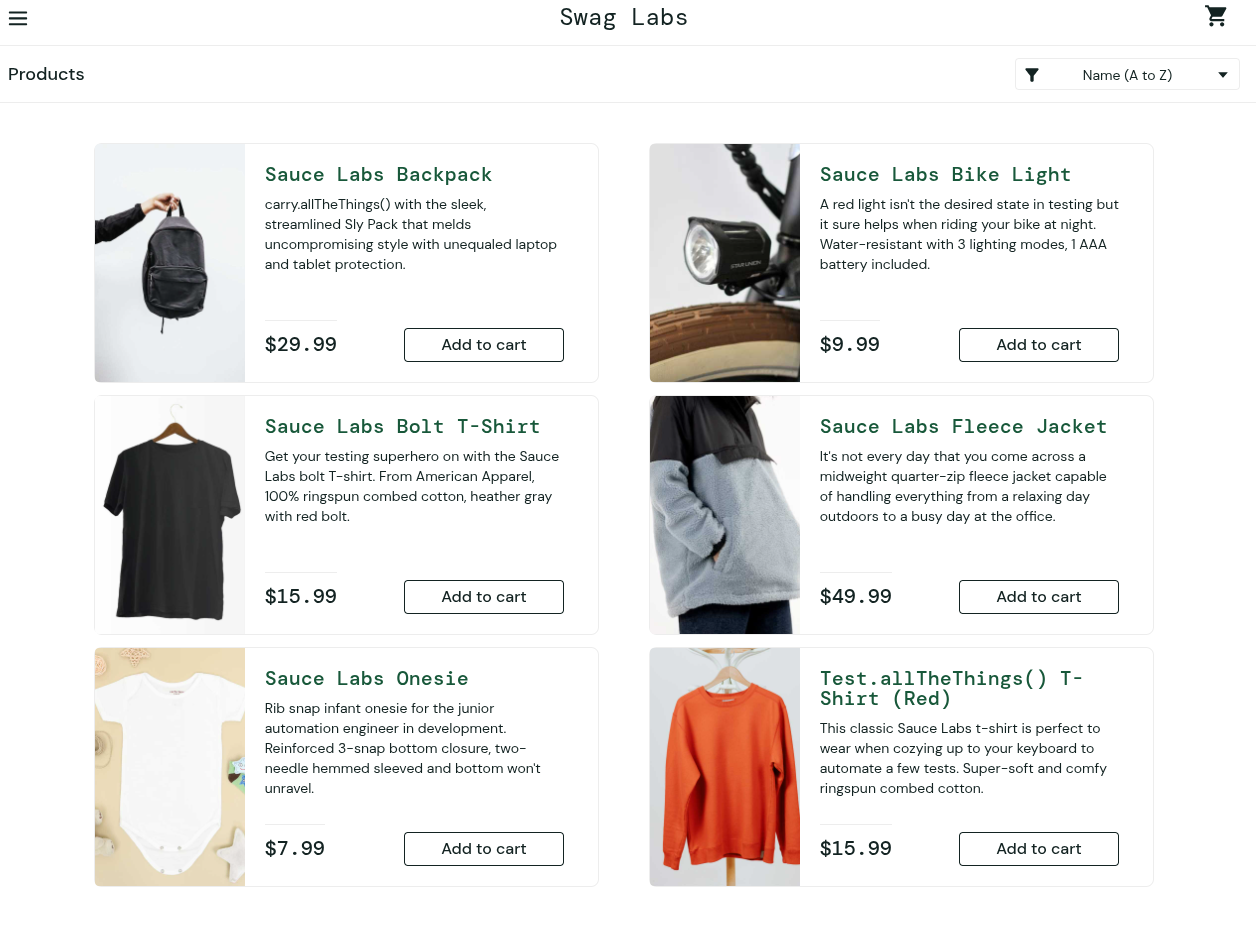 Swag Labs
Products
Name (A to Z)
Sauce Labs Backpack
carry.allTheThings() with the sleek,
streamlined Sly Pack that melds
uncompromising style with unequaled laptop
and tablet protection.
$29.99
Add to cart
Sauce Labs Bike Light
A red light isn't the desired state in testing but
it sure helps when riding your bike at night.
Water-resistant with 3 lighting modes, 1 AAA
battery included.
$9.99
Add to cart
STAR UNION
Sauce Labs Bolt T-Shirt
Get your testing superhero on with the Sauce
Labs bolt T-shirt. From American Apparel,
100% ringspun combed cotton, heather gray
with red bolt.
$15.99
Add to cart
Sauce Labs Fleece Jacket
It's not every day that you come across a
midweight quarter-zip fleece jacket capable
of handling everything from a relaxing day
outdoors to a busy day at the office.
$49.99
Add to cart
Sauce Labs Onesie
Rib snap infant onesie for the junior
automation engineer in development.
Reinforced 3-snap bottom closure, two-
needle hemmed sleeved and bottom won't
unravel.
$7.99
Add to cart
Test.allTheThings() T-
Shirt (Red)
This classic Sauce Labs t-shirt is perfect to
wear when cozying up to your keyboard to
automate a few tests. Super-soft and comfy
ringspun combed cotton.
$15.99
Add to cart